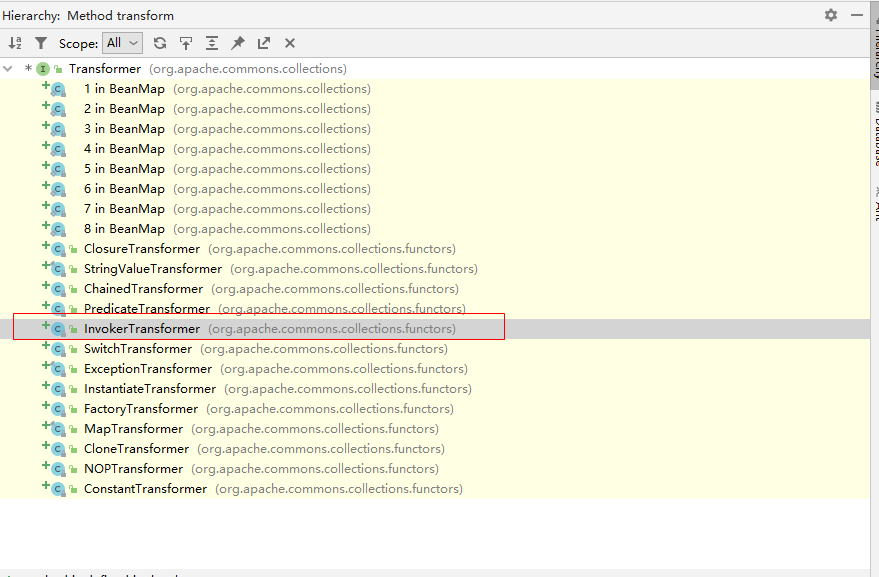 Hierarchy: Method transform
Scope: All
* Transformer (org.apache.commons.collections)
1 in BeanMap (org.apache.commons.collections)
2 in BeanMap (org.apache.commons.collections)
3 in BeanMap (org.apache.commons.collections)
4 in BeanMap (org.apache.commons.collections)
5 in BeanMap (org.apache.commons.collections)
6 in BeanMap (org.apache.commons.collections)
7 in BeanMap (org.apache.commons.collections)
8 in BeanMap (org.apache.commons.collections)
ClosureTransformer (org.apache.commons.collections.functors)
StringValueTransformer (org.apache.commons.collections.functors)
ChainedTransformer (org.apache.commons.collections.functors)
PredicateTransformer (org.apache.commons.collections.functors)
InvokerTransformer (org.apache.commons.collections.functors)
SwitchTransformer (org.apache.commons.collections.functors)
ExceptionTransformer (org.apache.commons.collections.functors)
InstantiateTransformer (org.apache.commons.collections.functors)
FactoryTransformer (org.apache.commons.collections.functors)
MapTransformer (org.apache.commons.collections.functors)
CloneTransformer (org.apache.commons.collections.functors)
NOPTransformer (org.apache.commons.collections.functors)
ConstantTransformer (org.apache.commons.collections.functors)